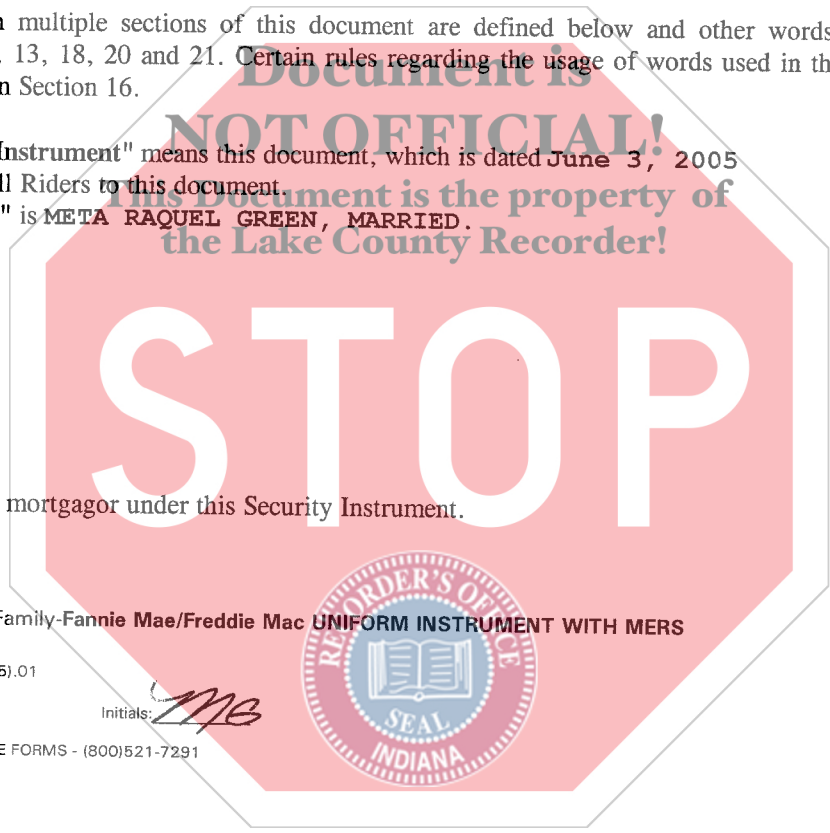 n multiple sections of this document are defined below and other words
13, 18, 20 and 21. Certain rules regarding the usage of words used in th
n Section 16.
Document is
NOT OFFICIAL!
Instrument" means this document, which is dated June 3, 2005
ll Riders to this document.
This Document is the property of
" is META RAQUEL GREEN, MARRIED.
the Lake County Recorder!
STOP
mortgagor under this Security Instrument.
Family-Fannie Mae/Freddie Mac UNIFORM INSTRUMENT WITH MERS
5).01
Initials: MG
E FORMS - (800)521-7291
RECORDER'S OFFICE
SEAL
INDIANA